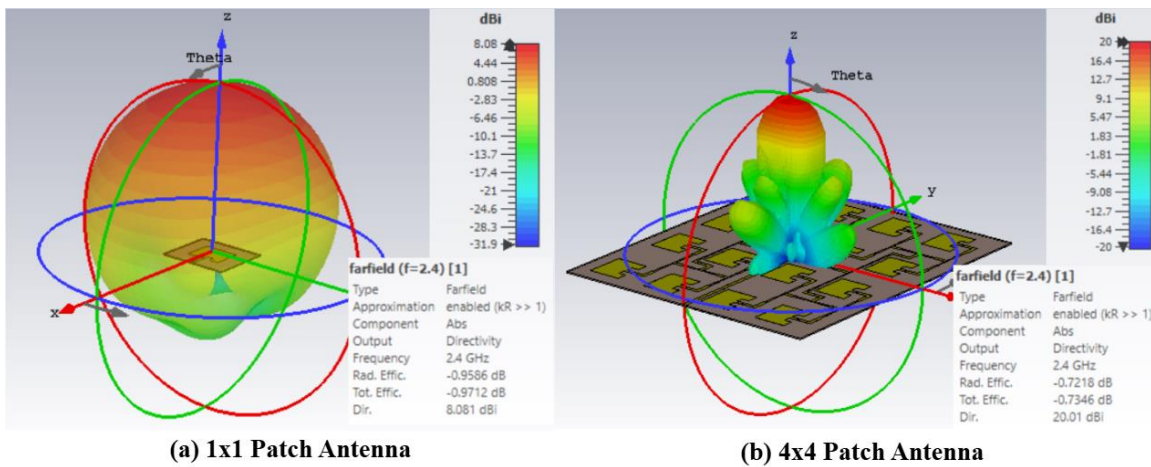 z
Theta
x
dBi
8.08
4.44
0.808
-2.83
-6.46
-10.1
-13.7
-17.4
-21
-24.6
-28.3
-31.9
farfield (f=2.4) [1]
Type Farfield
Approximation enabled (kR >> 1)
Component Abs
Output Directivity
Frequency 2.4 GHz
Rad. Effic. -0.9586 dB
Tot. Effic. -0.9712 dB
Dir. 8.081 dBi
(a) 1x1 Patch Antenna
z
Theta
y
dBi
20
16.4
12.7
9.1
5.47
1.83
-1.81
-5.44
-9.08
-12.7
-16.4
-20
farfield (f=2.4) [1]
Type Farfield
Approximation enabled (kR >> 1)
Component Abs
Output Directivity
Frequency 2.4 GHz
Rad. Effic. -0.7218 dB
Tot. Effic. -0.7346 dB
Dir. 20.01 dBi
(b) 4x4 Patch Antenna